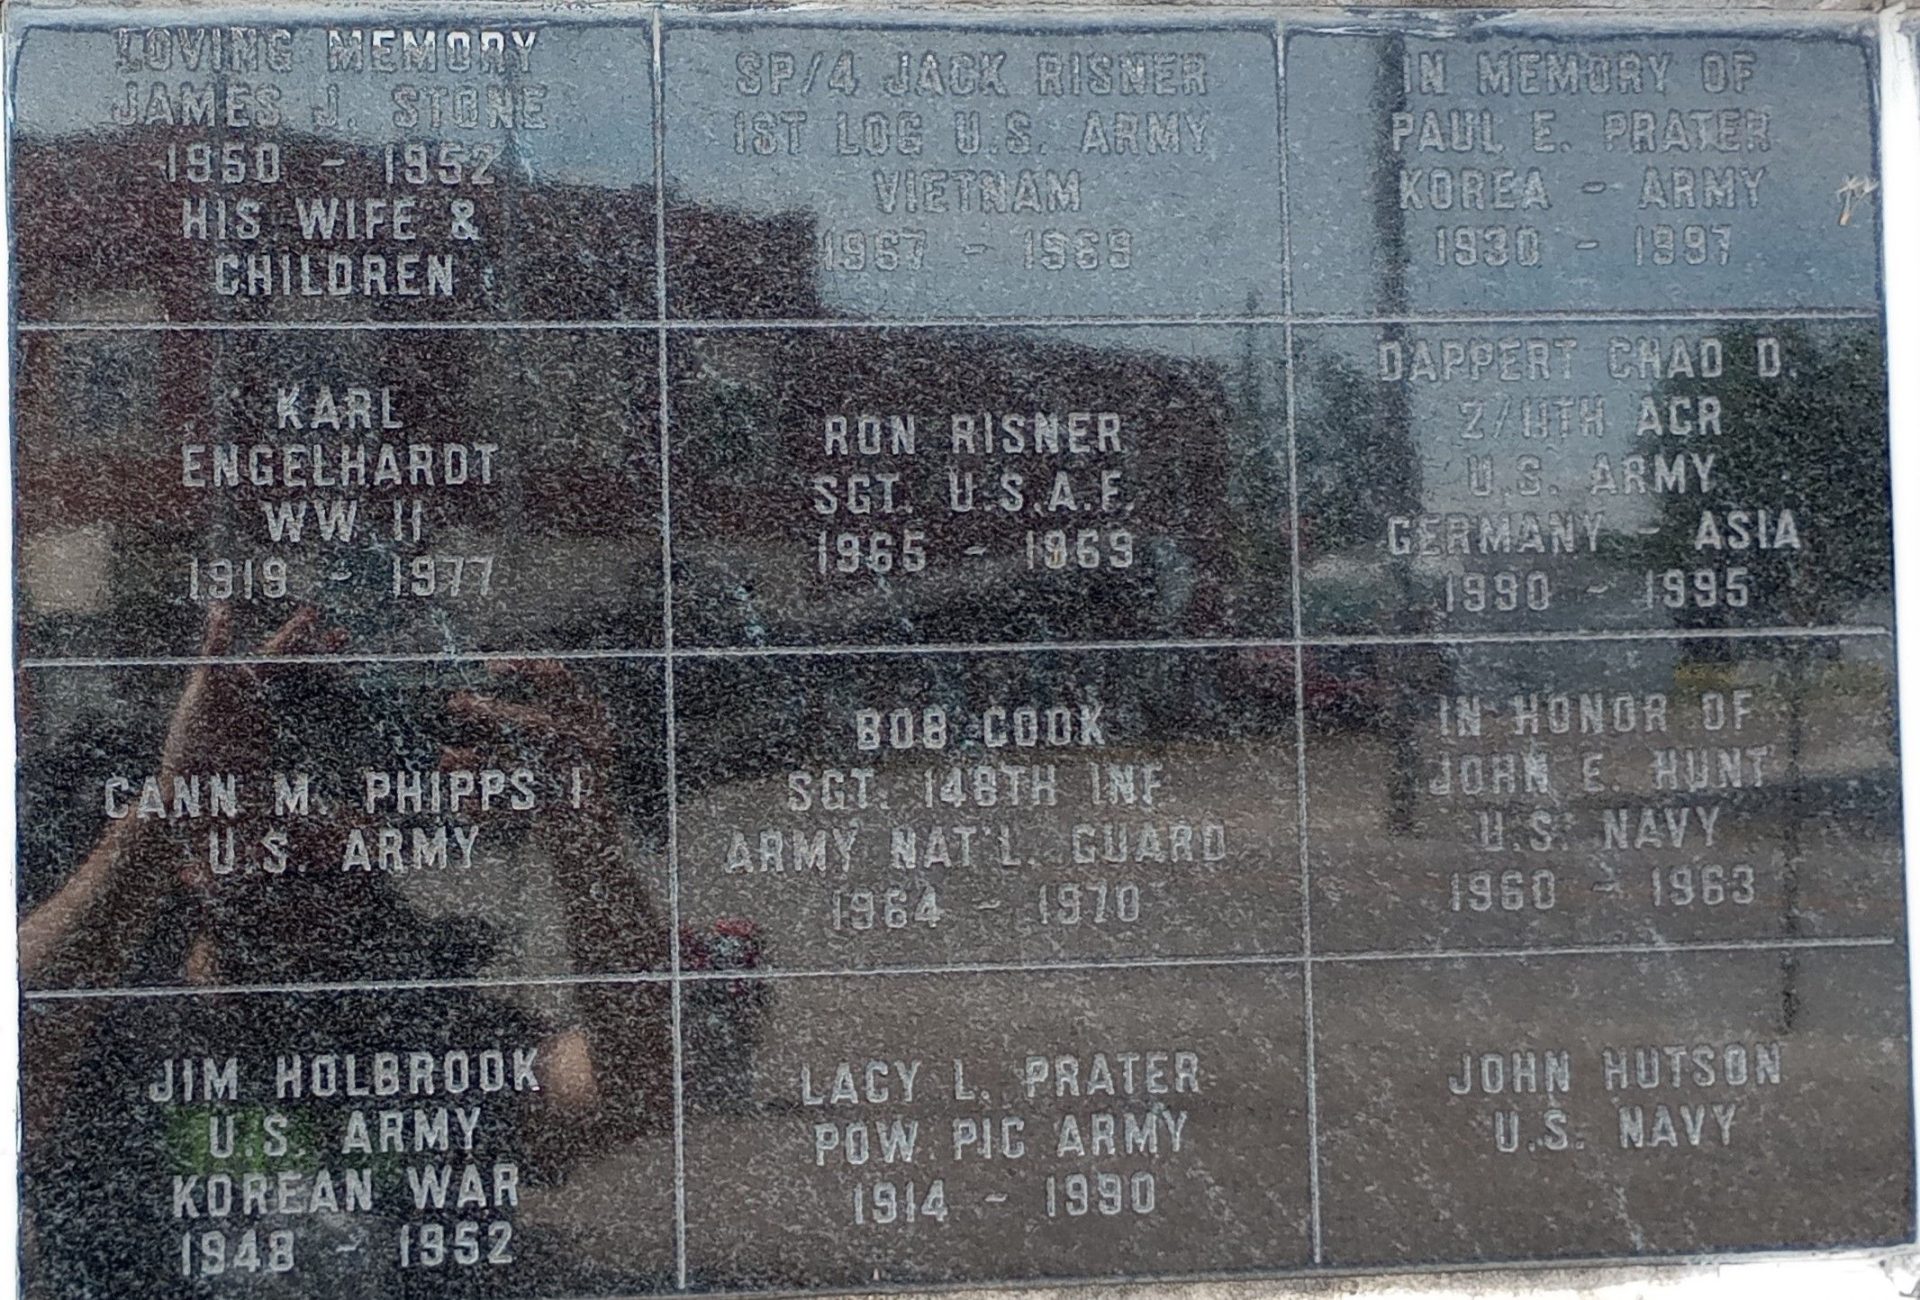 LOVING MEMORY
JAMES J. STONE
1950 - 1952
HIS WIFE &
CHILDREN
SP/4 JACK RISNER
1ST LOG U.S. ARMY
VIETNAM
1967 - 1969
IN MEMORY OF
PAUL E. PRATER
KOREA - ARMY
1930 - 1997
KARL
ENGELHARDT
WW II
1919 - 1977
RON RISNER
SGT. U.S.A.F.
1965 - 1969
DAPPERT CHAD D.
2/11TH ACR
U.S. ARMY
GERMANY - ASIA
1990 - 1995
CANN M. PHIPPS I
U.S. ARMY
BOB COOK
SGT. 148TH INF.
ARMY NAT'L. GUARD
1964 - 1970
IN HONOR OF
JOHN E. HUNT
U.S. NAVY
1960 - 1963
JIM HOLBROOK
U.S. ARMY
KOREAN WAR
1948 - 1952
LACY L. PRATER
POW PIC ARMY
1914 - 1990
JOHN HUTSON
U.S. NAVY